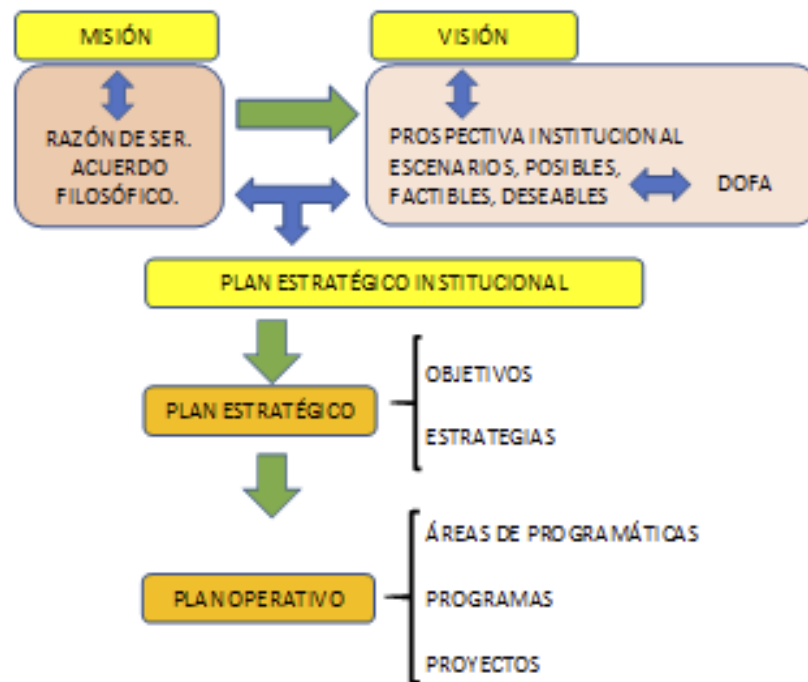 MISIÓN
VISIÓN
RAZÓN DE SER.
ACUERDO
FILOSÓFICO.
PROSPECTIVA INSTITUCIONAL
ESCENARIOS, POSIBLES,
FACTIBLES, DESEABLES
DOFA
PLAN ESTRATÉGICO INSTITUCIONAL
PLAN ESTRATÉGICO
OBJETIVOS
ESTRATEGIAS
PLAN OPERATIVO
ÁREAS DE PROGRAMÁTICAS
PROGRAMAS
PROYECTOS